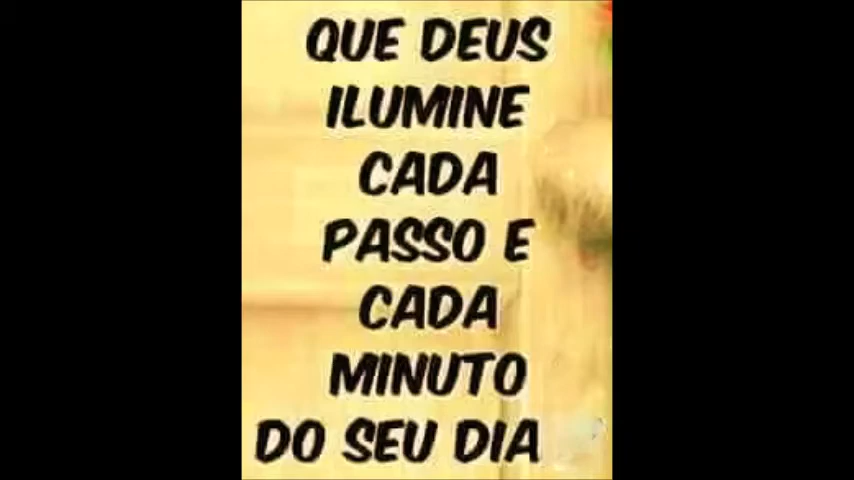 QUE DEUS
ILUMINE
CADA
PASSO E
CADA
MINUTO
DO SEU DIA